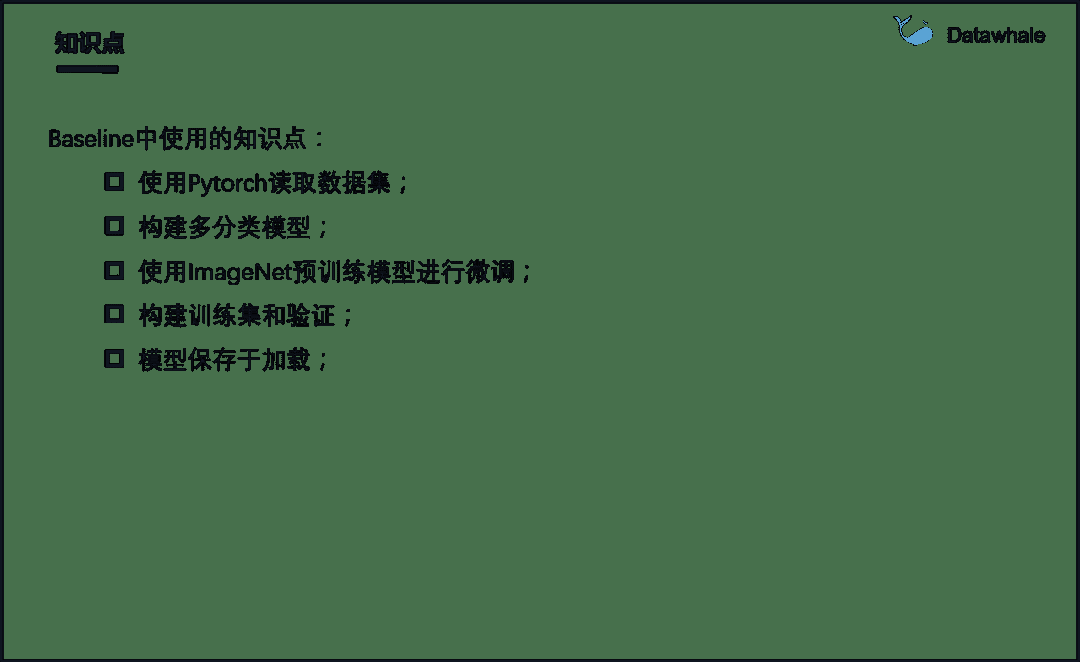 知识点
Datawhale
Baseline中使用的知识点：
使用Pytorch读取数据集；
构建多分类模型；
使用ImageNet预训练模型进行微调；
构建训练集和验证；
模型保存于加载；